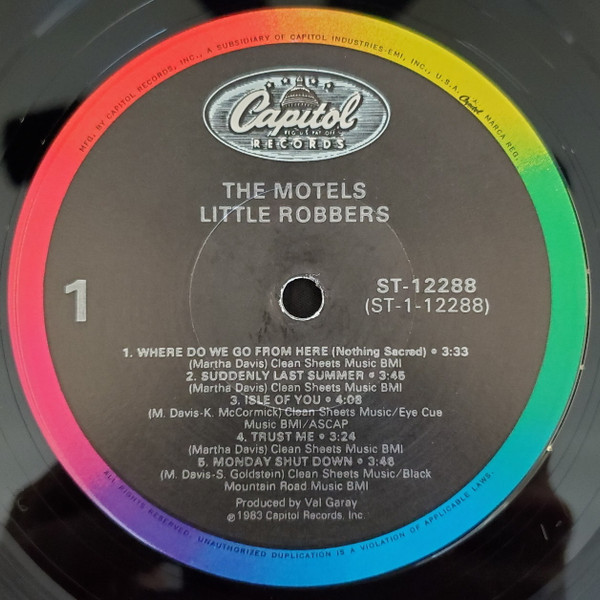 MFG. BY CAPITOL RECORDS, INC., A SUBSIDIARY OF CAPITOL INDUSTRIES-EMI, INC., U.S.A. Capitol MARCA REG.
Capitol
REG. U.S. PAT. OFF.
RECORDS
THE MOTELS
LITTLE ROBBERS
1
ST-12288
(ST-1-12288)
1. WHERE DO WE GO FROM HERE (Nothing Sacred) • 3:33
(Martha Davis) Clean Sheets Music BMI
2. SUDDENLY LAST SUMMER • 3:45
(Martha Davis) Clean Sheets Music BMI
3. ISLE OF YOU • 4:08
(M. Davis-K. McCormick) Clean Sheets Music/Eye Cue
Music BMI/ASCAP
4. TRUST ME • 3:24
(Martha Davis) Clean Sheets Music BMI
5. MONDAY SHUT DOWN • 3:46
(M. Davis-S. Goldstein) Clean Sheets Music/Black
Mountain Road Music BMI
Produced by Val Garay
℗1983 Capitol Records, Inc.
ALL RIGHTS RESERVED. UNAUTHORIZED DUPLICATION IS A VIOLATION OF APPLICABLE LAWS.